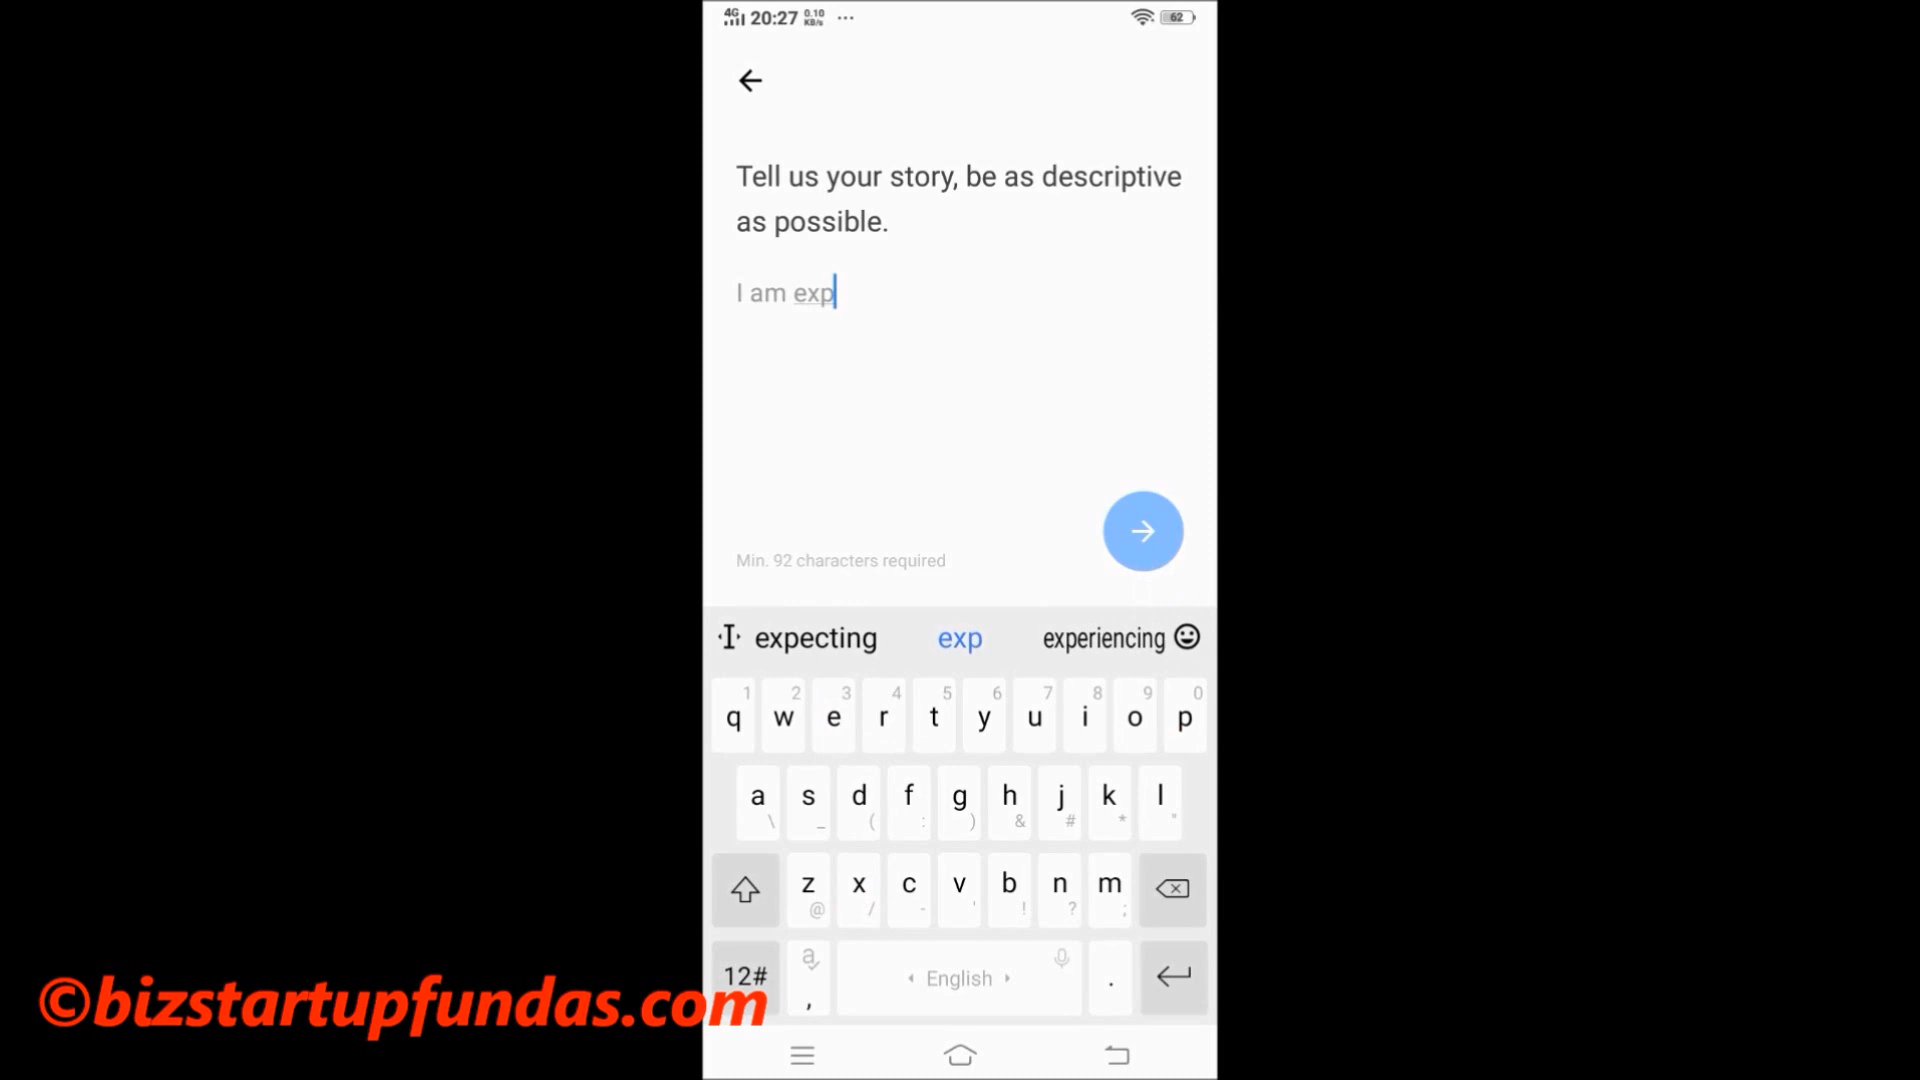 4G 20:27 0.10 KB/s ... 62
Tell us your story, be as descriptive
as possible.
I am exp
Min. 92 characters required
expecting exp experiencing
1 2 3 4 5 6 7 8 9 0
q w e r t y u i o p
a s d f g h j k l
\ _ ( : ) & # * "
z x c v b n m
@ / - ' ! ? ;
12# a , English . 
©bizstartupfundas.com